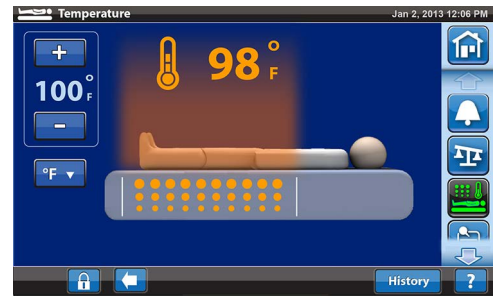 Temperature
Jan 2, 2013 12:06 PM
+
100°F
-
°F
98°F
History
?